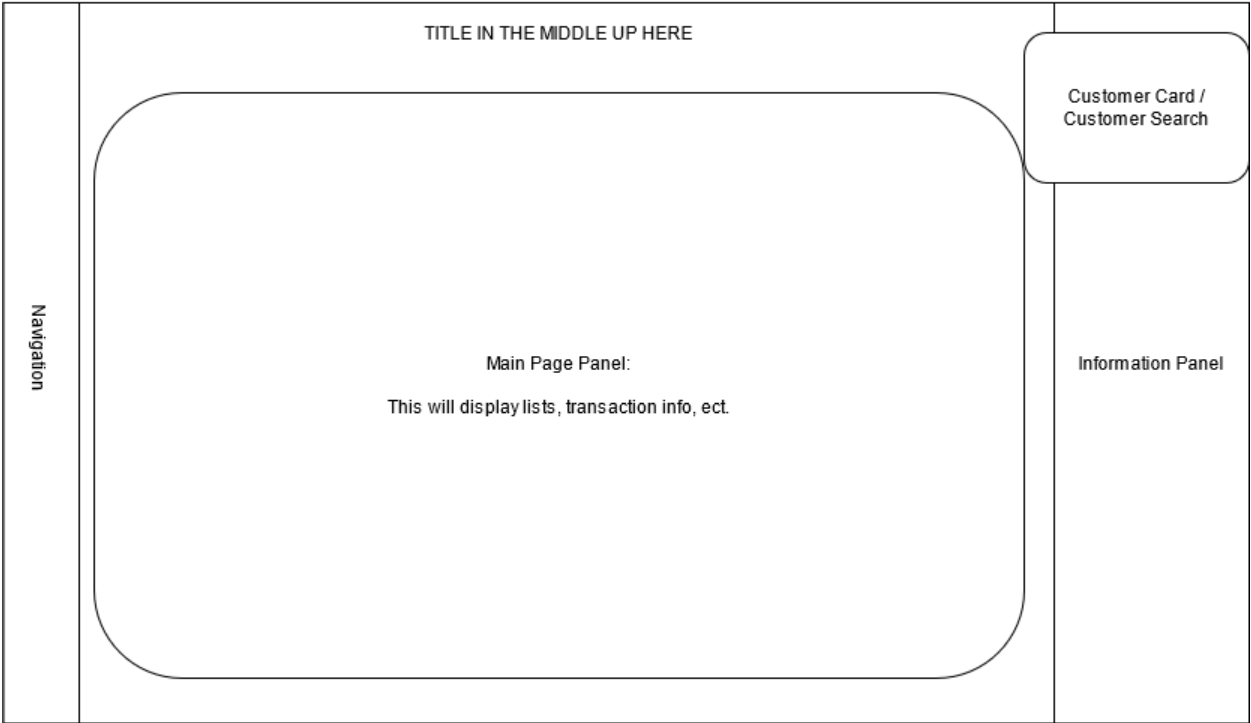 TITLE IN THE MIDDLE UP HERE
Customer Card /
Customer Search
Navigation
Main Page Panel:
This will display lists, transaction info, ect.
Information Panel